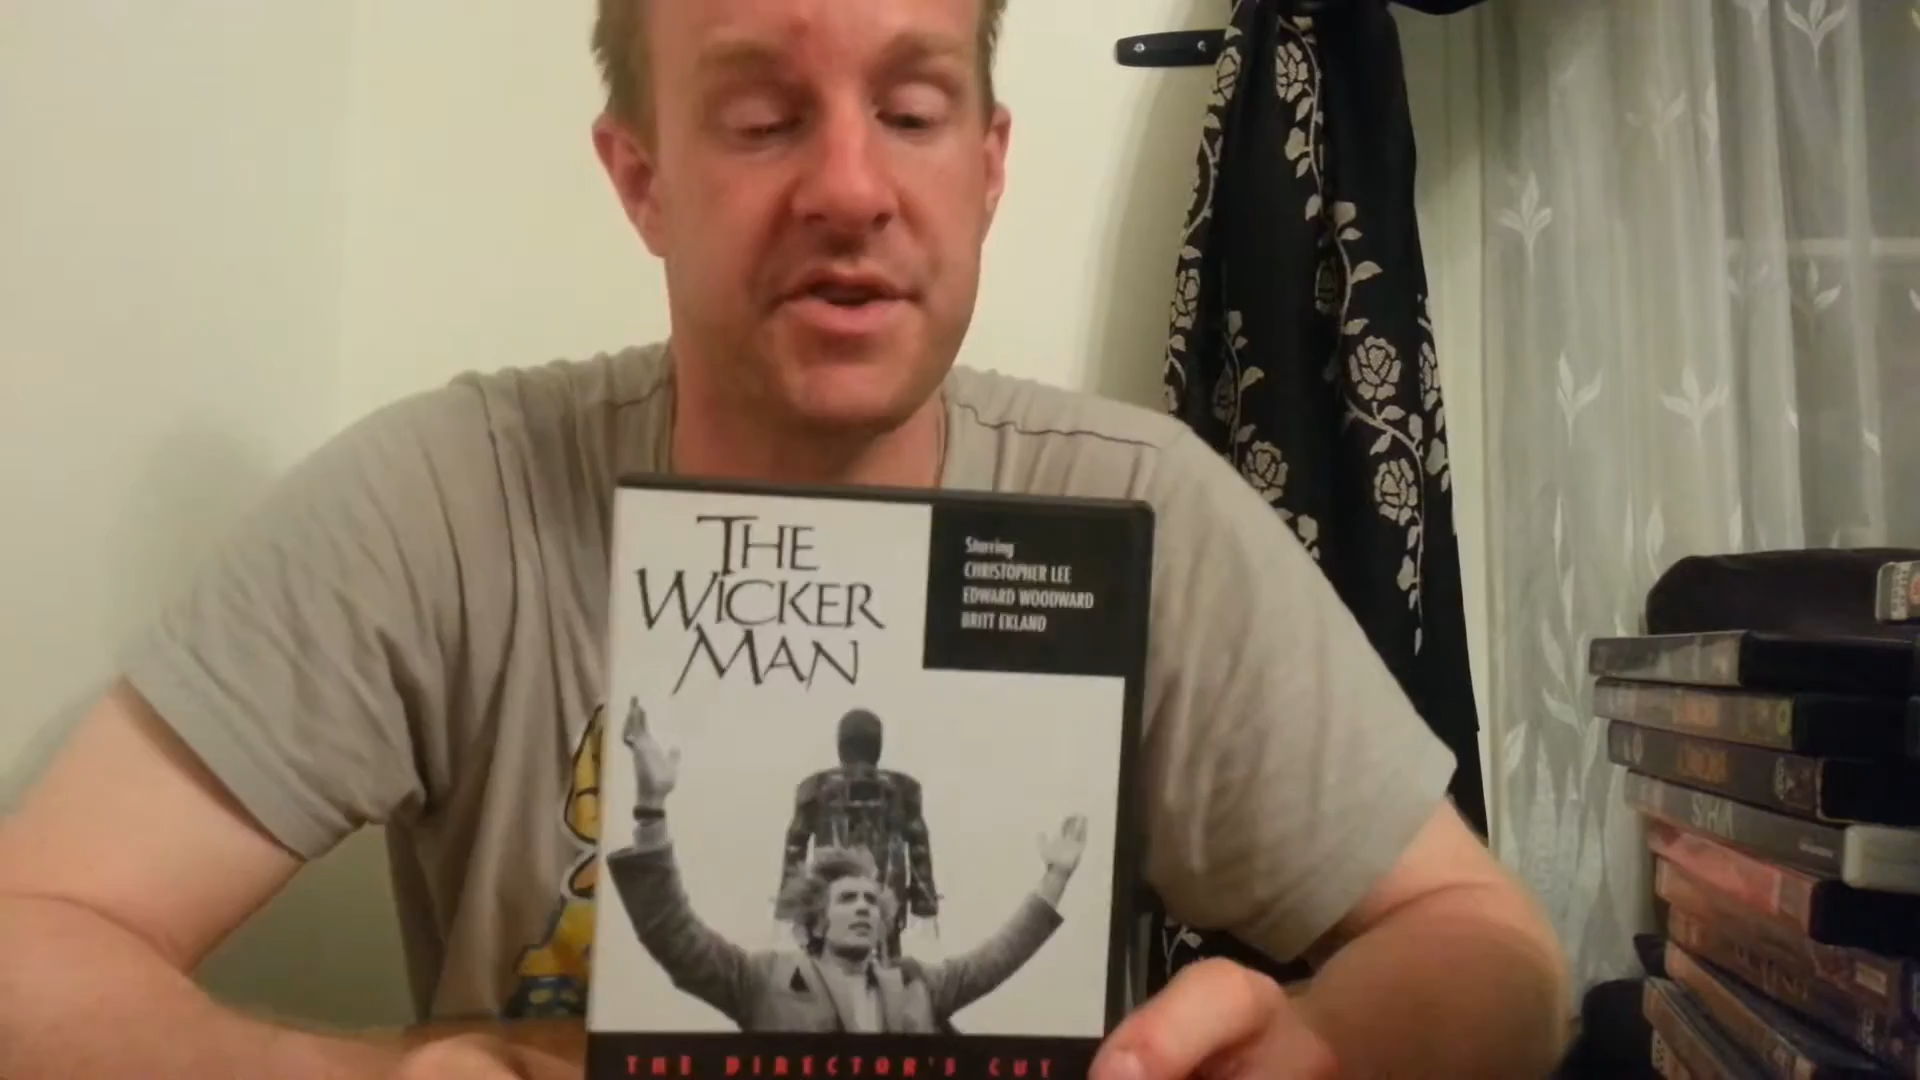 THE
WICKER
MAN
Starring
CHRISTOPHER LEE
EDWARD WOODWARD
BRITT EKLAND
THE DIRECTOR'S CUT